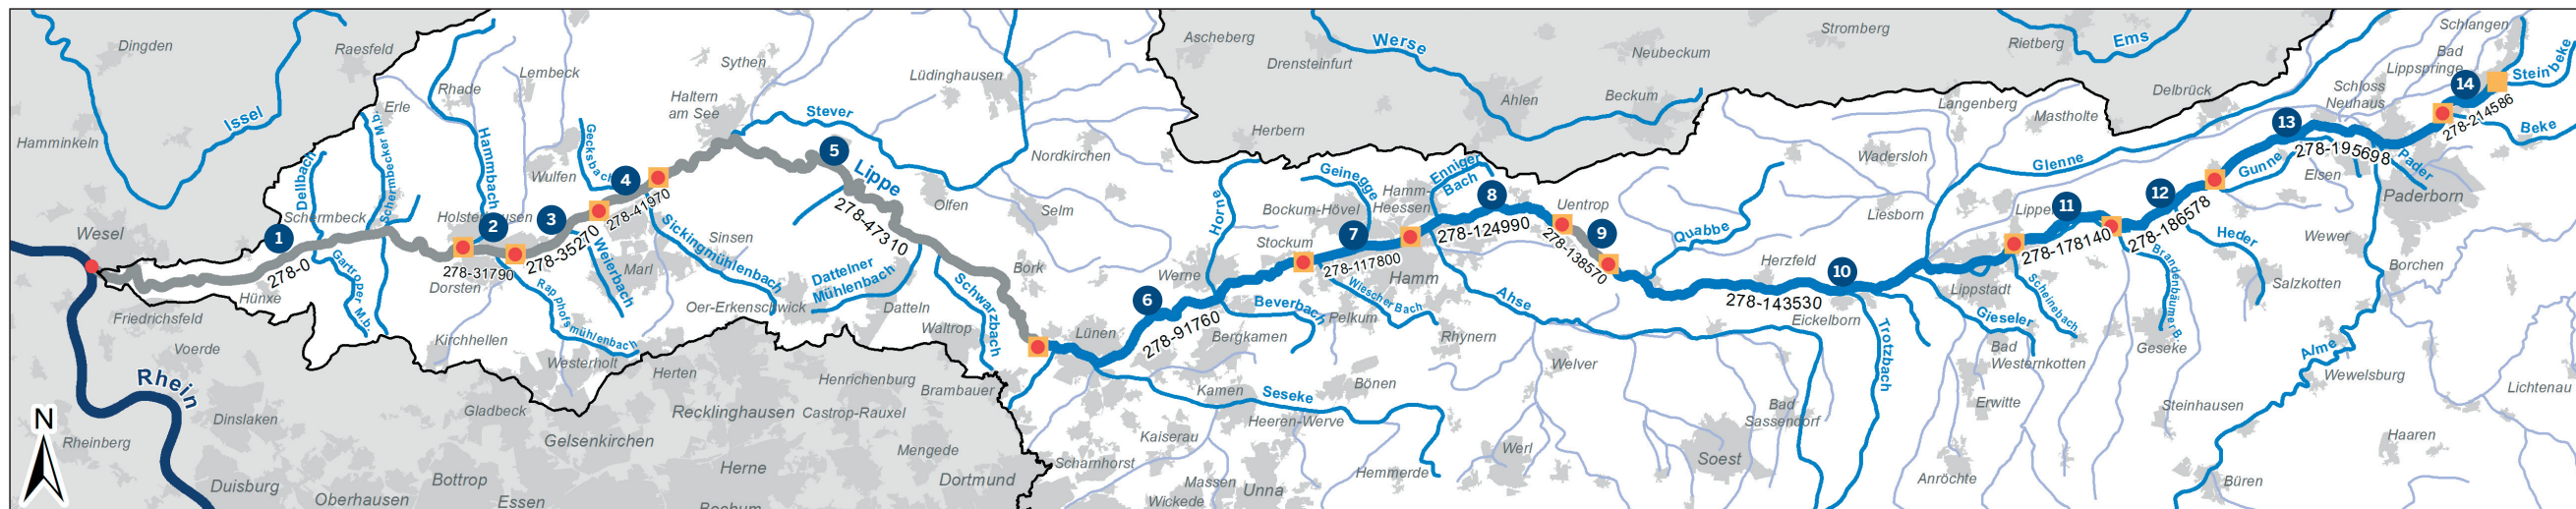 Dingden
Raesfeld
Hamminkeln
Issel
Erle
Rhade
Lembeck
Sythen
Haltern
am See
Lüdinghausen
Stever
Nordkirchen
Ascheberg
Drensteinfurt
Werse
Herbern
Ahlen
Beckum
Neubeckum
Stromberg
Rietberg
Ems
Langenberg
Mastholte
Delbrück
Wadersloh
Glenne
Schlangen
Bad
Lippspringe
Schloss
Neuhaus
Steinbeke
Beke
14
278-214586
13
278-195698
Pader
Paderborn
Elsen
Gunne
12
278-186578
11
278-178140
Heder
Wewer
Borchen
Salzkotten
Brandenbäumer B.
Geseke
Alme
Wewelsburg
Lichtenau
Steinhausen
Haaren
Büren
Wesel
Dellbach
Schermbeck
Schermbecker M.b.
Hammbach
Wulfen
Gecksbach
1
278-0
2
278-31790
3
278-35270
4
278-41970
5
Lippe
278-47310
Hünxe
Gartroper M.b.
Dorsten
Rapphofsmühlenbach
Weierbach
Marl
Sinsen
Sickingmühlenbach
Oer-Erkenschwick
Dattelner
Mühlenbach
Datteln
Olfen
Selm
Bork
Schwarzbach
Waltrop
Lünen
Friedrichsfeld
Voerde
Kirchhellen
Westerholt
Herten
Henrichenburg
Brambauer
Rhein
Dinslaken
Gladbeck
Gelsenkirchen
Recklinghausen
Castrop-Rauxel
Mengede
N
Rheinberg
Duisburg
Oberhausen
Bottrop
Essen
Herne
Bochum
Dortmund
Scharnhorst
Horne
Werne
6
278-91760
Beverbach
Bergkamen
Stockum
Bockum-Hövel
Geinegge
7
278-117800
Hamm-
Heessen
Enniger
Bach
Hamm
Wiescher Bach
Pelkum
8
278-124990
Uentrop
9
278-138570
Quabbe
Ahse
Rhynern
Welver
Herzfeld
10
278-143530
Eickelborn
Trotzbach
Liesborn
Lippstadt
Gieseler
Scheinebach
Bad
Westernkotten
Erwitte
Anröchte
Kamen
Seseke
Bönen
Heeren-Werve
Kaiserau
Massen
Wickede
Unna
Hemmerde
Werl
Soest
Bad
Sassendorf